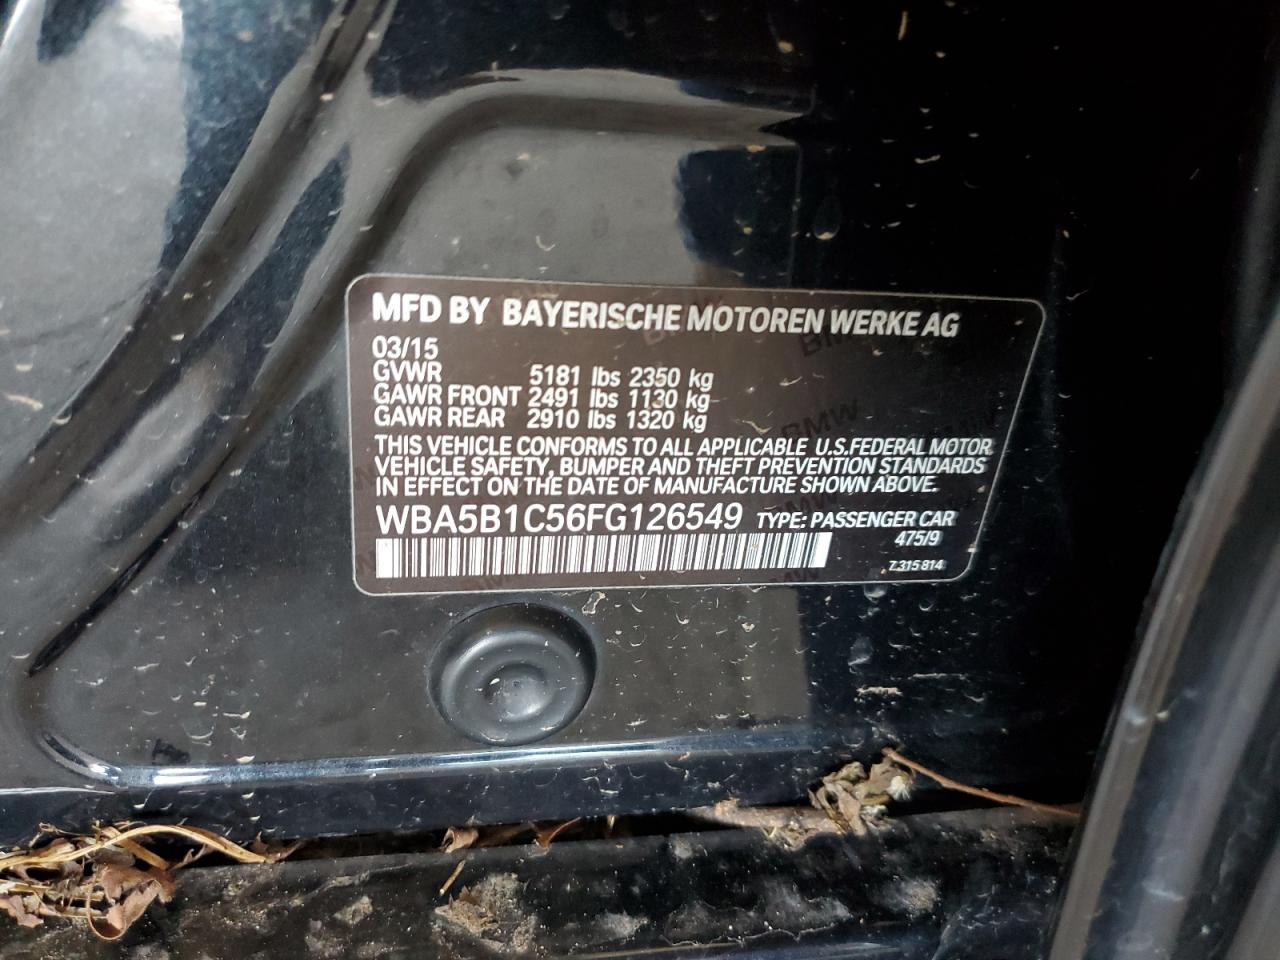 MFD BY BAYERISCHE MOTOREN WERKE AG
03/15
GVWR 5181 lbs 2350 kg
GAWR FRONT 2491 lbs 1130 kg
GAWR REAR 2910 lbs 1320 kg
THIS VEHICLE CONFORMS TO ALL APPLICABLE U.S.FEDERAL MOTOR
VEHICLE SAFETY, BUMPER AND THEFT PREVENTION STANDARDS
IN EFFECT ON THE DATE OF MANUFACTURE SHOWN ABOVE.
WBA5B1C56FG126549 TYPE: PASSENGER CAR
475/9
7 315 814